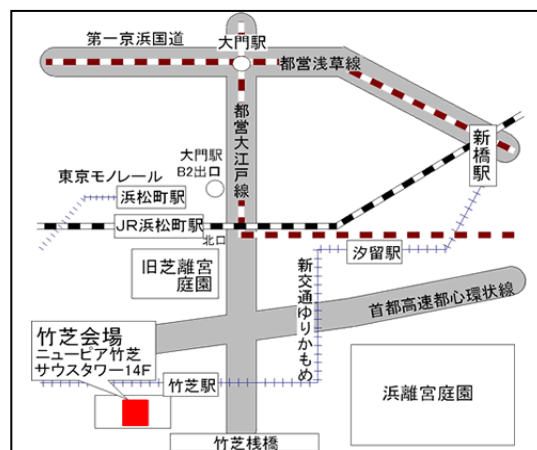 第一京浜国道
大門駅
都営浅草線
都営大江戸線
新橋駅
大門駅
B2出口
東京モノレール
浜松町駅
JR浜松町駅
北口
汐留駅
旧芝離宮
庭園
新交通ゆりかもめ
首都高速都心環状線
竹芝会場
ニューピア竹芝
サウスタワー14F
竹芝駅
浜離宮庭園
竹芝桟橋